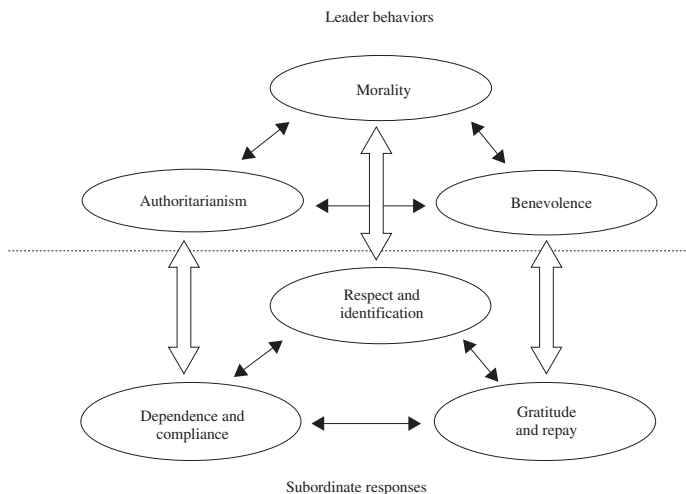 Leader behaviors
Morality
Authoritarianism
Benevolence
Respect and
identification
Dependence and
compliance
Gratitude
and repay
Subordinate responses